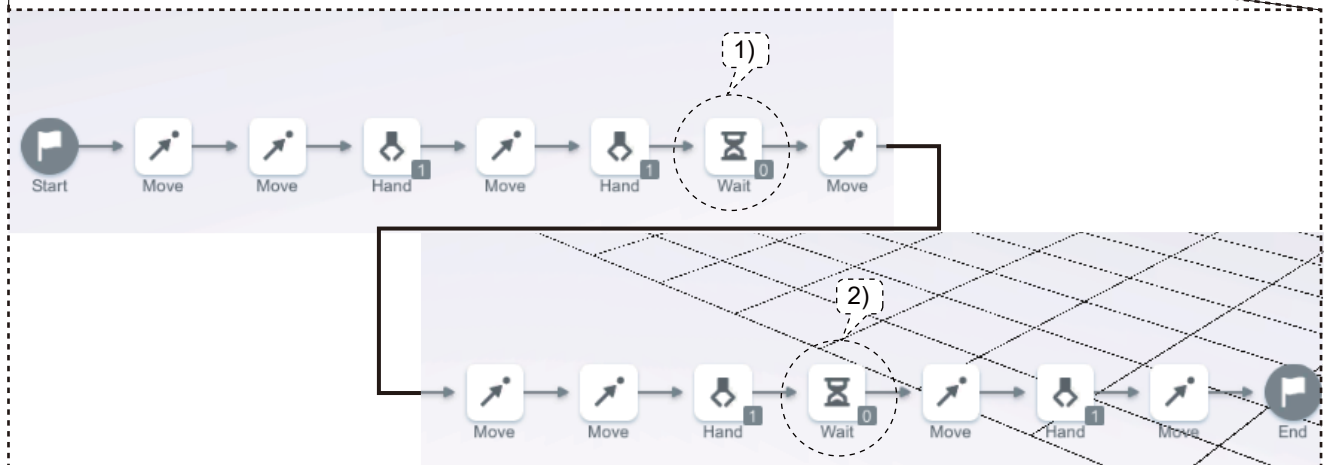 1)
1 1 0
Start Move Move Hand Move Hand Wait Move
2)
1 0 1
Move Move Hand Wait Move Hand Move End